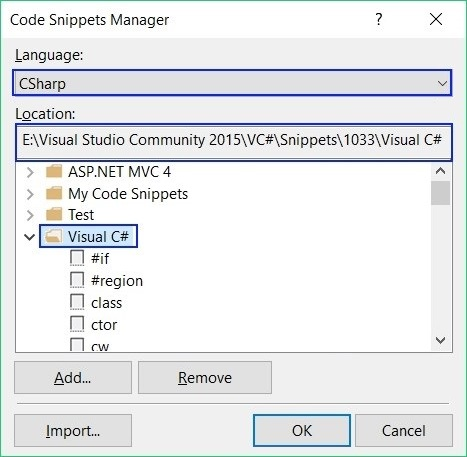 Code Snippets Manager ? ×
Language:
CSharp
Location:
E:\Visual Studio Community 2015\VC#\Snippets\1033\Visual C#
ASP.NET MVC 4
My Code Snippets
Test
Visual C#
#if
#region
class
ctor
cw
Add... Remove
Import... OK Cancel